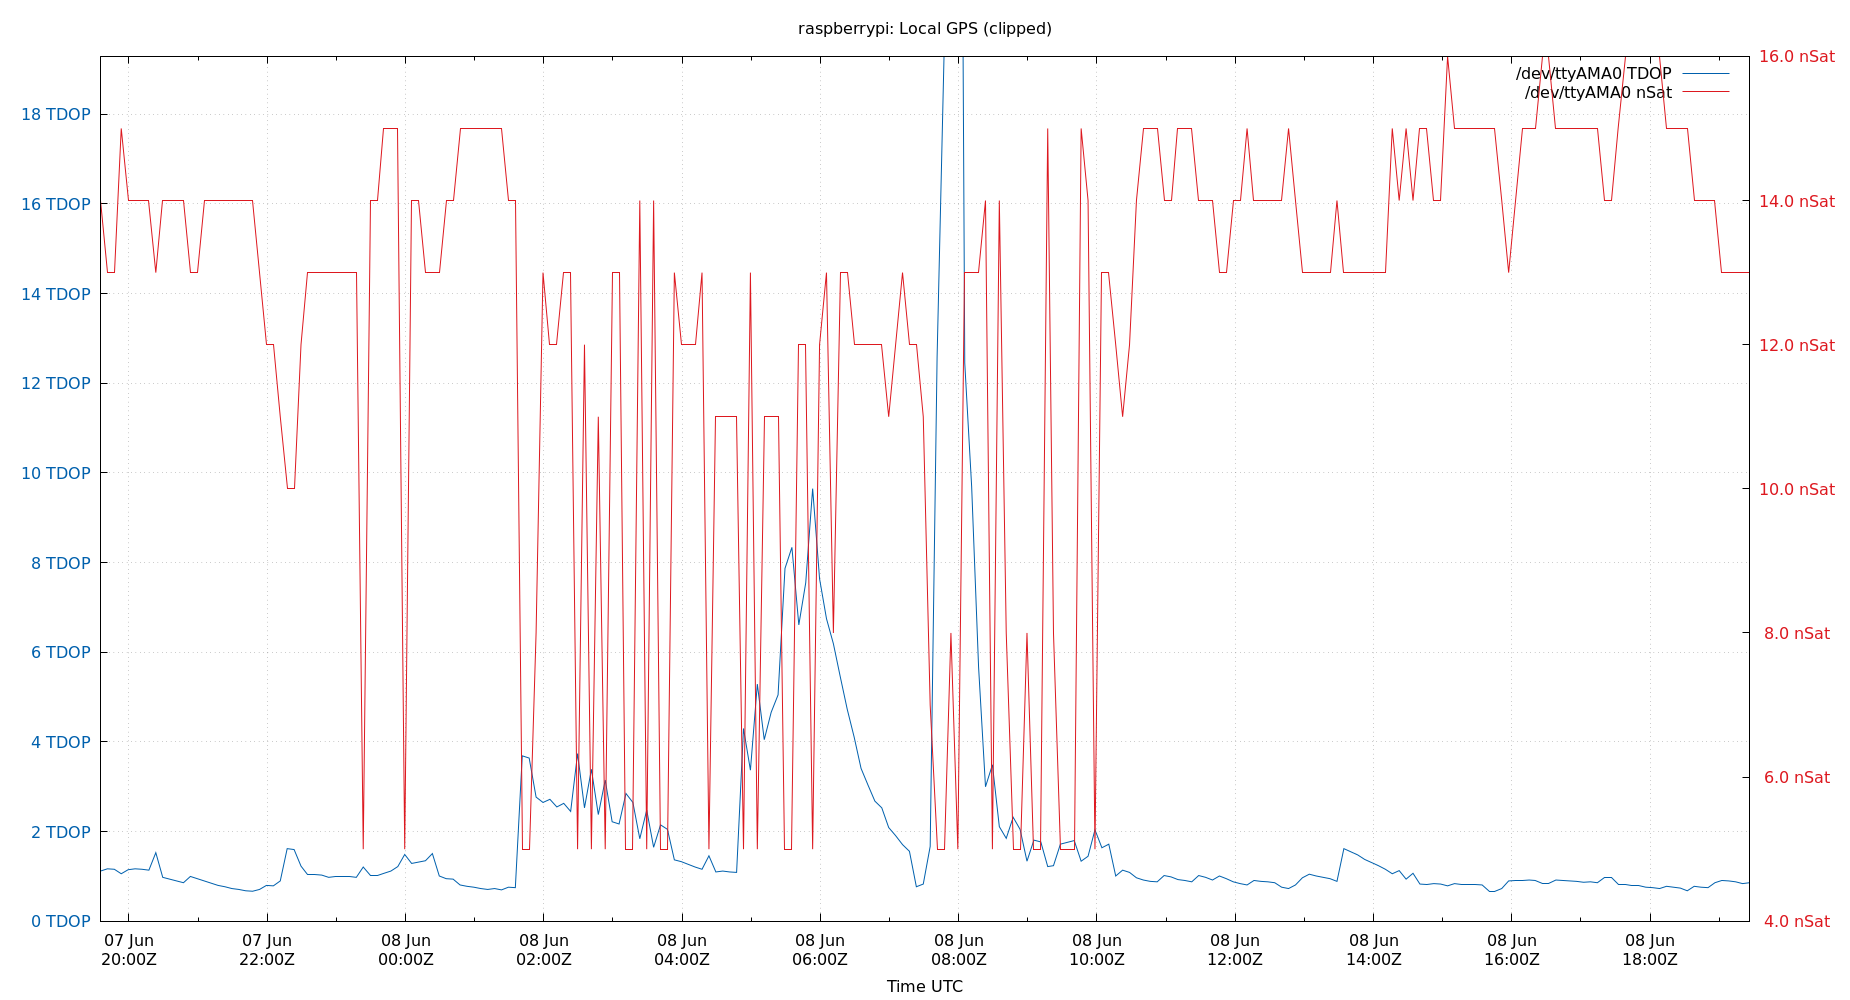 raspberrypi: Local GPS (clipped)
16.0 nSat
/dev/ttyAMA0 TDOP
/dev/ttyAMA0 nSat
18 TDOP
16 TDOP
14.0 nSat
14 TDOP
12.0 nSat
12 TDOP
10 TDOP
10.0 nSat
8 TDOP
6 TDOP
8.0 nSat
4 TDOP
6.0 nSat
2 TDOP
0 TDOP
4.0 nSat
07 Jun 07 Jun 08 Jun 08 Jun 08 Jun 08 Jun 08 Jun 08 Jun 08 Jun 08 Jun 08 Jun 08 Jun
20:00Z 22:00Z 00:00Z 02:00Z 04:00Z 06:00Z 08:00Z 10:00Z 12:00Z 14:00Z 16:00Z 18:00Z
Time UTC